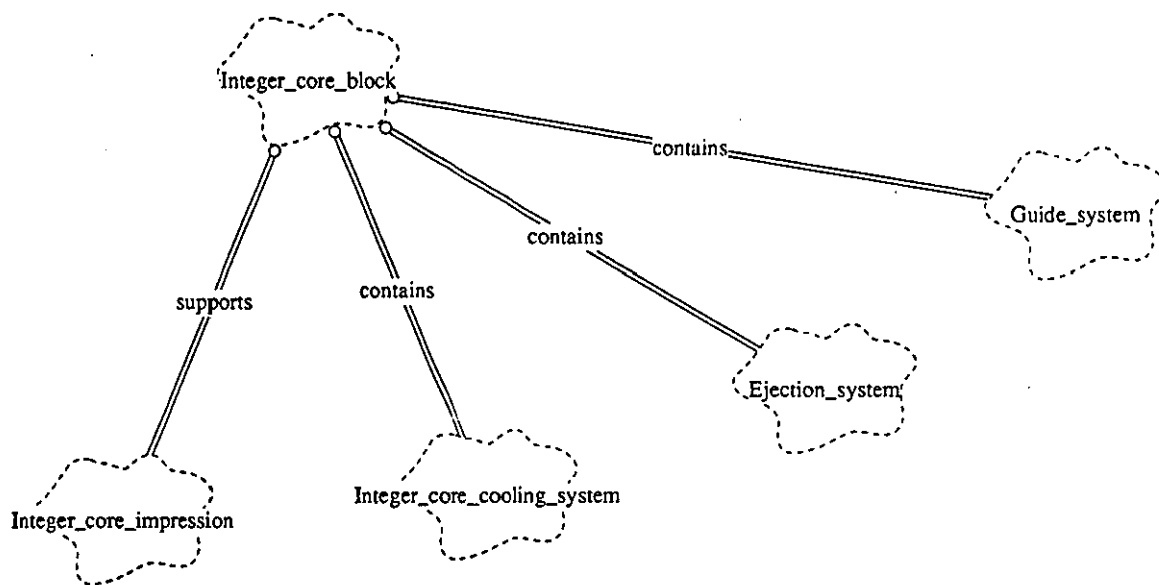 Integer_core_block
contains
Guide_system
contains
supports
contains
Ejection_system
Integer_core_cooling_system
Integer_core_impression